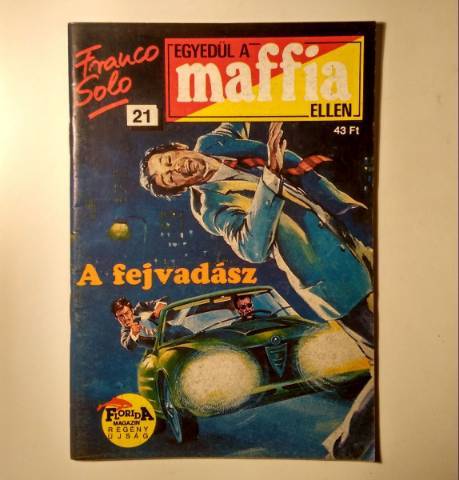 Franco
Solo
EGYEDÜL A
maffia
ELLEN
21
43 Ft
A fejvadász
FLORIDA
MAGAZIN
REGÉNY
ÚJSÁG